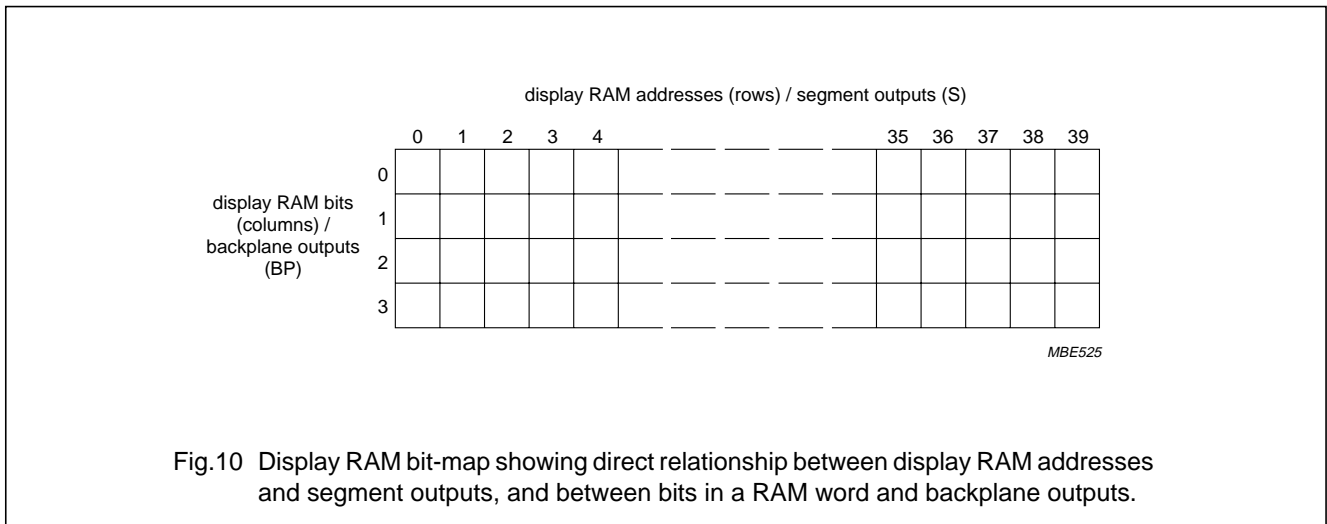 display RAM addresses (rows) / segment outputs (S)
0 1 2 3 4 35 36 37 38 39
0
display RAM bits
(columns) /
backplane outputs
(BP)
1
2
3
MBE525
Fig.10 Display RAM bit-map showing direct relationship between display RAM addresses
and segment outputs, and between bits in a RAM word and backplane outputs.